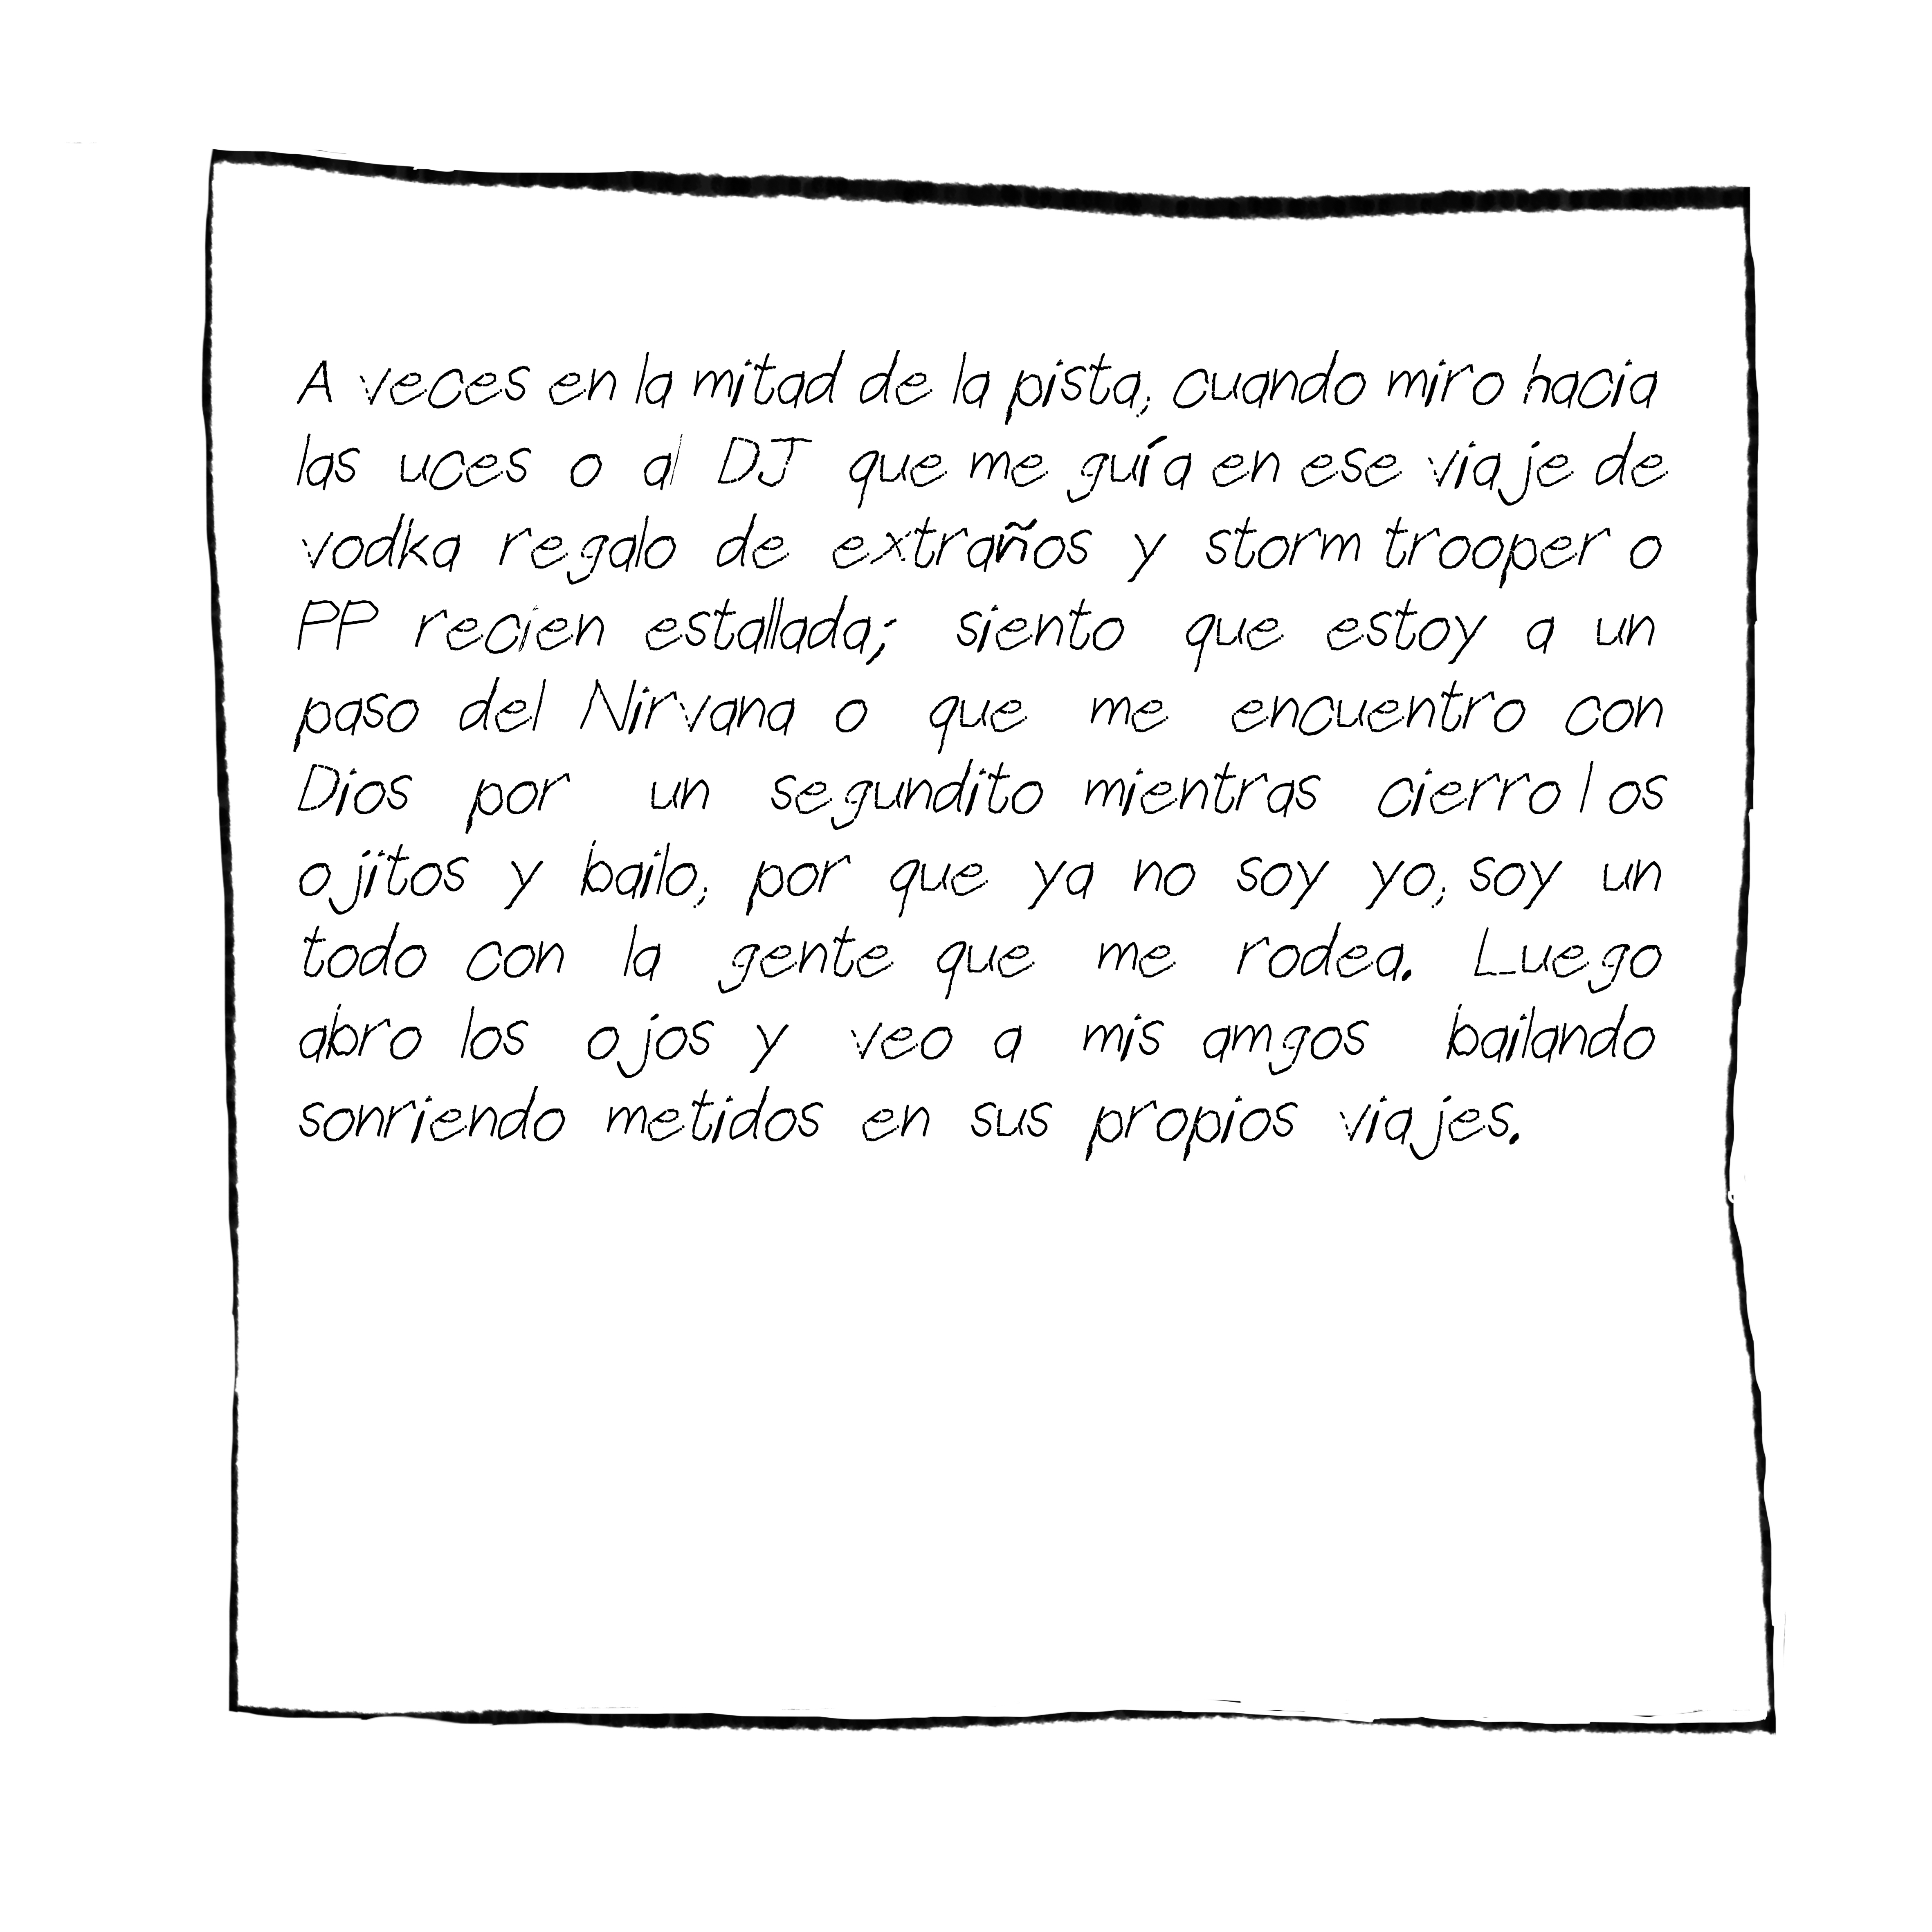 A veces en la mitad de la pista, cuando miro hacia
las uces o al DJ que me guía en ese viaje de
vodka regalo de extraños y storm trooper o
PP recien estallada; siento que estoy a un
paso del Nirvana o que me encuentro con
Dios por un segundito mientras cierro l os
ojitos y bailo, por que ya no soy yo, soy un
todo con la gente que me rodea. Luego
abro los ojos y veo a mis amgos bailando
sonriendo metidos en sus propios viajes.